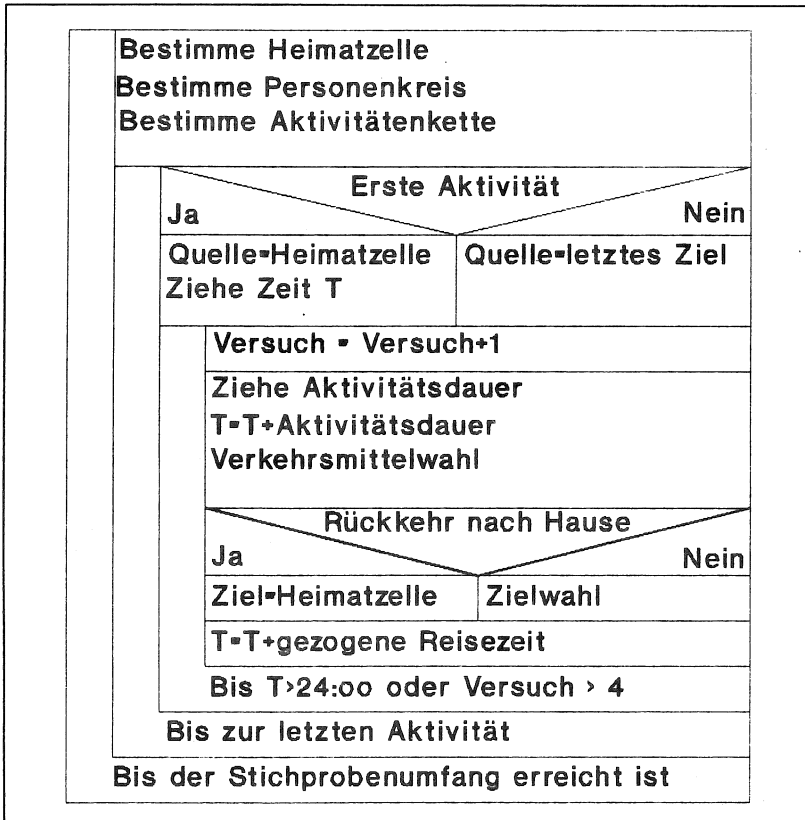 Bestimme Heimatzelle
Bestimme Personenkreis
Bestimme Aktivitätenkette
Erste Aktivität
Ja
Nein
Quelle=Heimatzelle
Ziehe Zeit T
Quelle=letztes Ziel
Versuch = Versuch+1
Ziehe Aktivitätsdauer
T=T+Aktivitätsdauer
Verkehrsmittelwahl
Rückkehr nach Hause
Ja
Nein
Ziel=Heimatzelle
Zielwahl
T=T+gezogene Reisezeit
Bis T>24:oo oder Versuch > 4
Bis zur letzten Aktivität
Bis der Stichprobenumfang erreicht ist